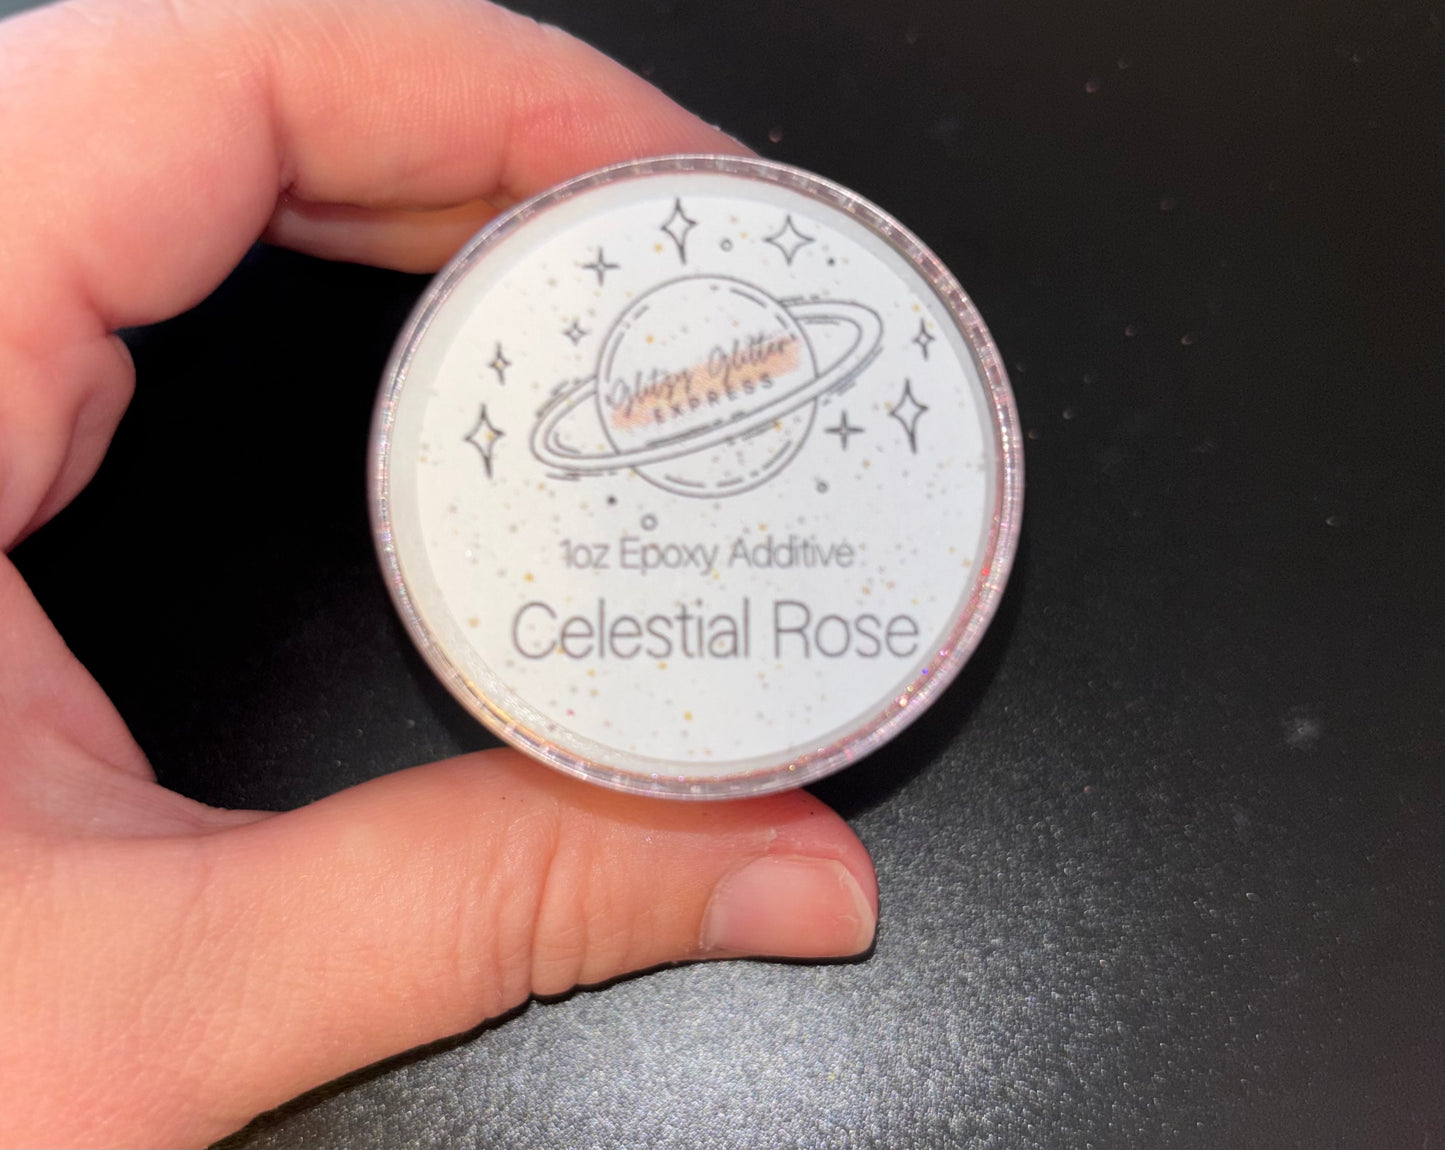 Glitzy Glitter
EXPRESS
1oz Epoxy Additive
Celestial Rose